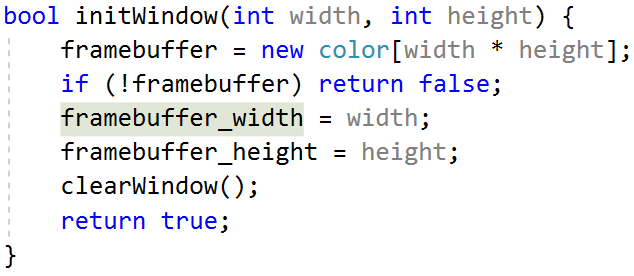 bool initWindow(int width, int height) {
    framebuffer = new color[width * height];
    if (!framebuffer) return false;
    framebuffer_width = width;
    framebuffer_height = height;
    clearWindow();
    return true;
}